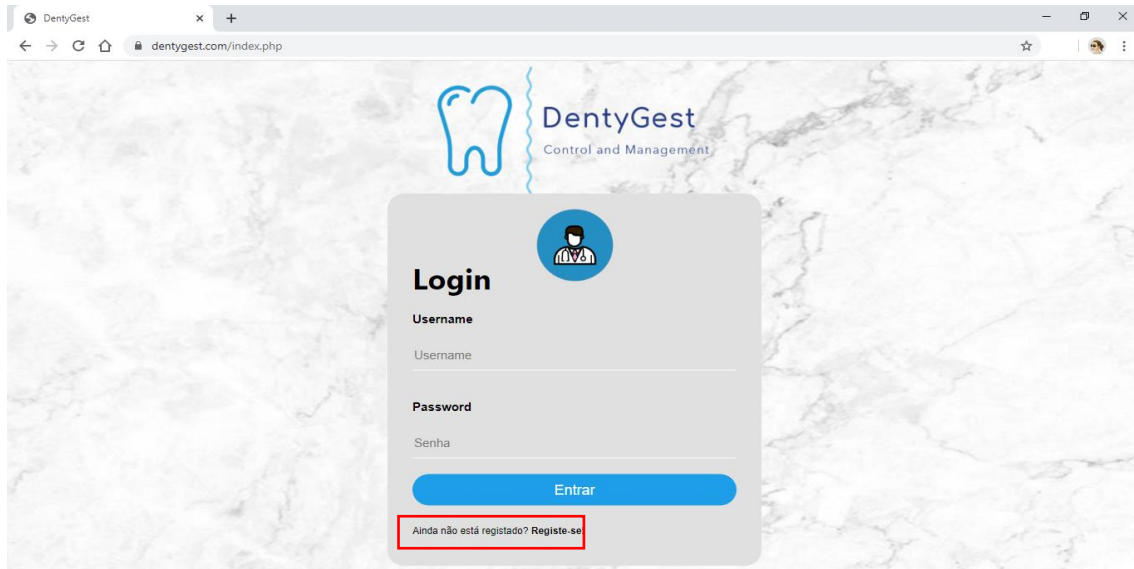 DentyGest
dentygest.com/index.php
DentyGest
Control and Management
Login
Username
Username
Password
Senha
Entrar
Ainda não está registado? Registe-se!